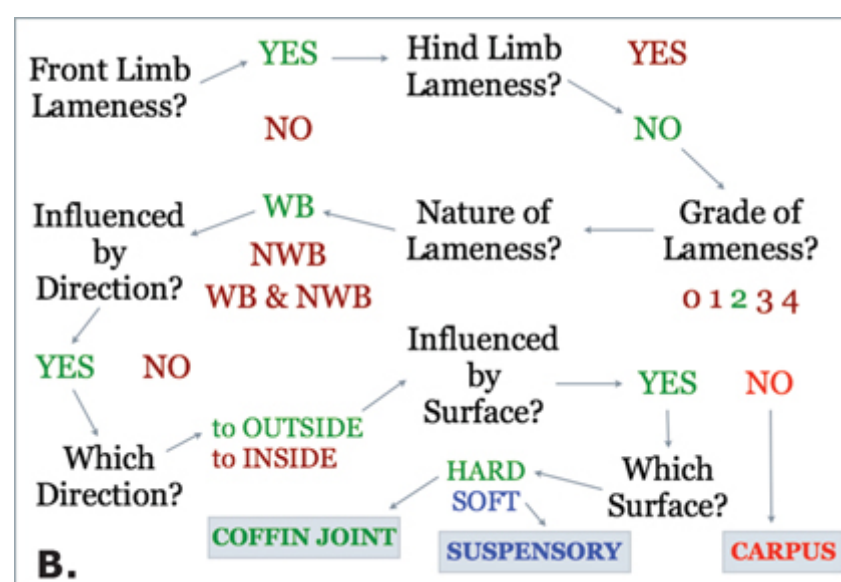 Front Limb
Lameness?
YES
NO
Hind Limb
Lameness?
YES
NO
Grade of
Lameness?
0 1 2 3 4
Nature of
Lameness?
WB
NWB
WB & NWB
Influenced
by
Direction?
YES NO
Which
Direction?
to OUTSIDE
to INSIDE
Influenced
by
Surface?
YES NO
Which
Surface?
HARD
SOFT
COFFIN JOINT
SUSPENSORY
CARPUS
B.